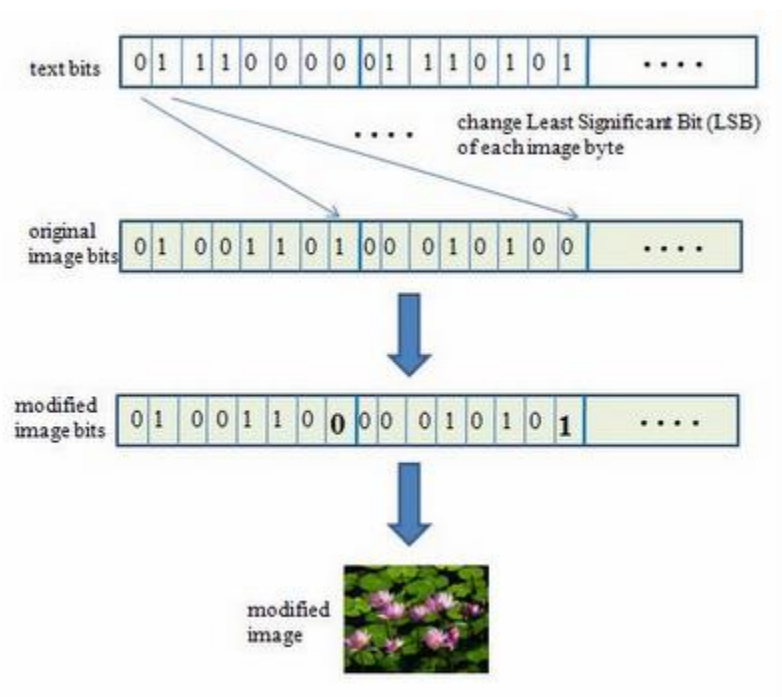 text bits 0 1 1 1 0 0 0 0 0 1 1 1 0 1 0 1 ....
.... change Least Significant Bit (LSB)
of each image byte
original
image bits 0 1 0 0 1 1 0 1 0 0 0 1 0 1 0 0 ....
modified
image bits 0 1 0 0 1 1 0 0 0 0 0 1 0 1 0 1 ....
modified
image